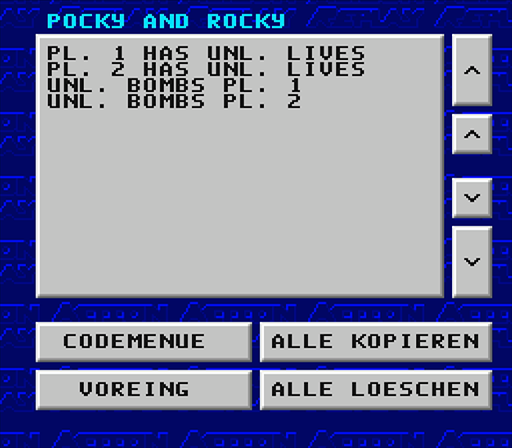 POCKY AND ROCKY
PL. 1 HAS UNL. LIVES
PL. 2 HAS UNL. LIVES
UNL. BOMBS PL. 1
UNL. BOMBS PL. 2
CODEMENUE
ALLE KOPIEREN
VOREING
ALLE LOESCHEN